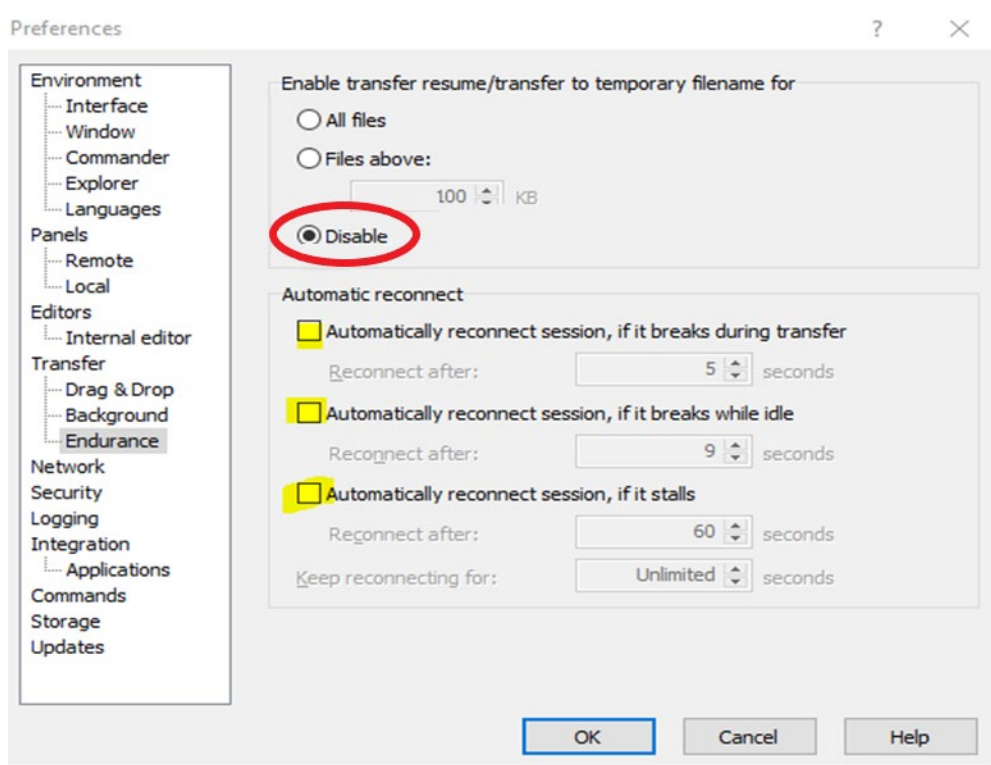 Preferences
?
Environment
Interface
Window
Commander
Explorer
Languages
Panels
Remote
Local
Editors
Internal editor
Transfer
Drag & Drop
Background
Endurance
Network
Security
Logging
Integration
Applications
Commands
Storage
Updates
Enable transfer resume/transfer to temporary filename for
All files
Files above:
100 KB
Disable
Automatic reconnect
Automatically reconnect session, if it breaks during transfer
Reconnect after: 5 seconds
Automatically reconnect session, if it breaks while idle
Reconnect after: 9 seconds
Automatically reconnect session, if it stalls
Reconnect after: 60 seconds
Keep reconnecting for: Unlimited seconds
OK Cancel Help